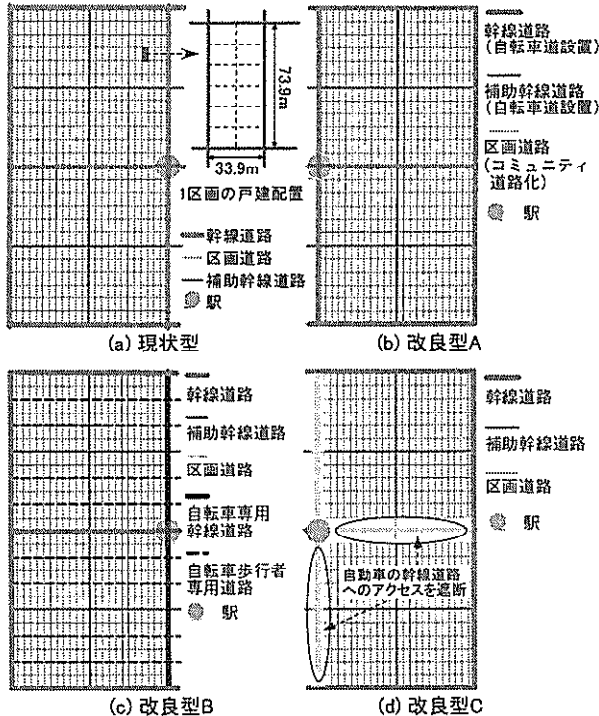 73.9m
33.9m
1区画の戸建配置
幹線道路
区画道路
補助幹線道路
駅
(a) 現状型
幹線道路
(自転車道設置)
補助幹線道路
(自転車道設置)
区画道路
(コミュニティ
道路化)
駅
(b) 改良型A
幹線道路
補助幹線道路
区画道路
自転車専用
幹線道路
自転車歩行者
専用道路
駅
(c) 改良型B
幹線道路
補助幹線道路
区画道路
駅
自動車の幹線道路
へのアクセスを遮断
(d) 改良型C